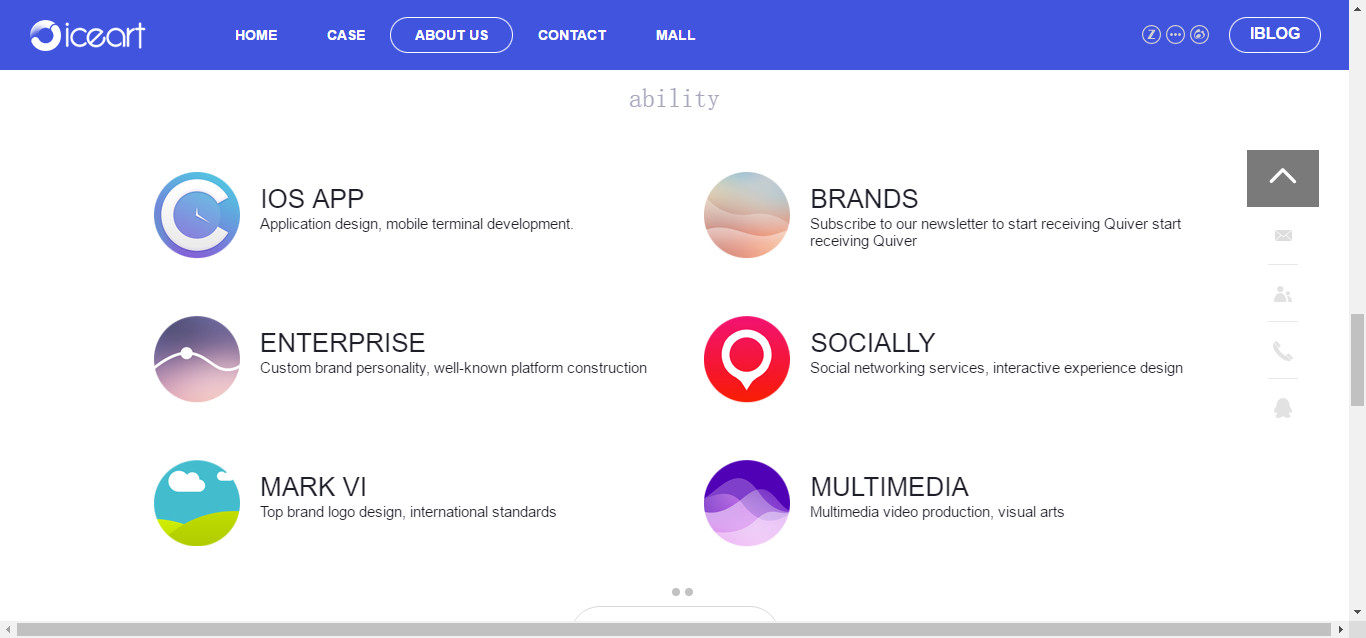 iceart
HOME
CASE
ABOUT US
CONTACT
MALL
Z
IBLOG
ability
IOS APP
Application design, mobile terminal development.
BRANDS
Subscribe to our newsletter to start receiving Quiver start
receiving Quiver
ENTERPRISE
Custom brand personality, well-known platform construction
SOCIALLY
Social networking services, interactive experience design
MARK VI
Top brand logo design, international standards
MULTIMEDIA
Multimedia video production, visual arts